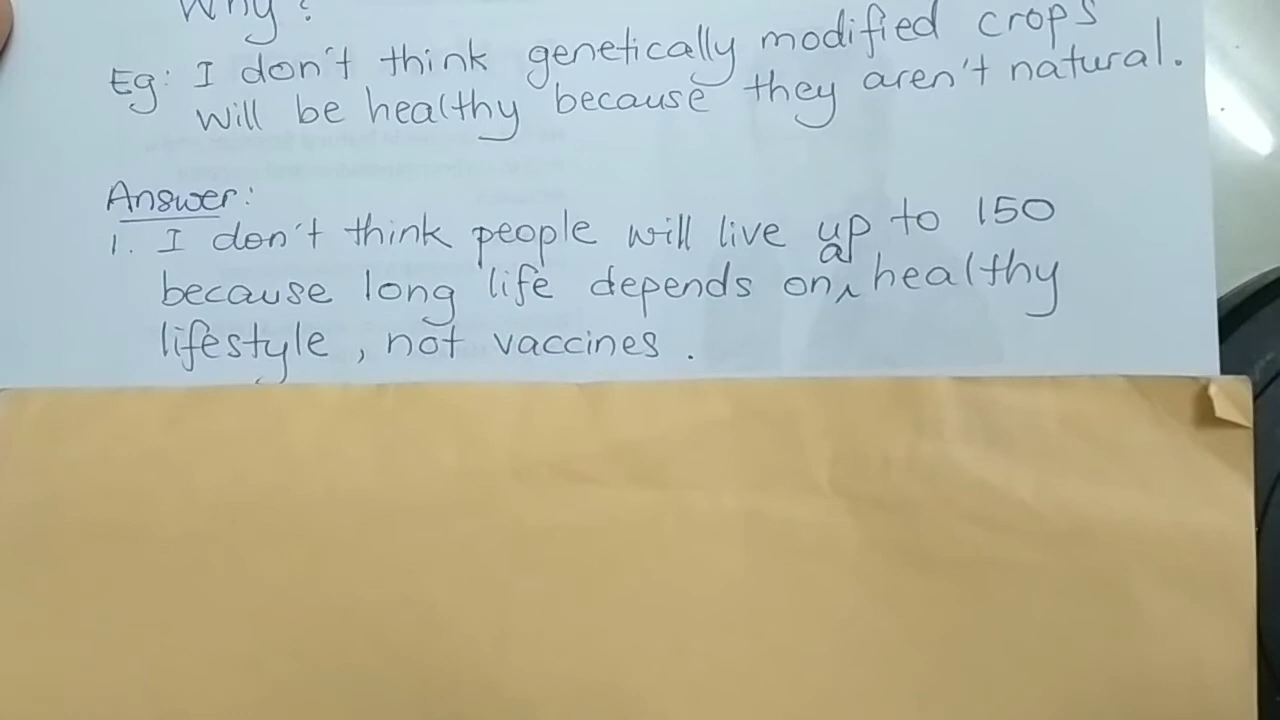 Why?
Eg: I don't think genetically modified crops
will be healthy because they aren't natural.
Answer:
1. I don't think people will live up to 150
because long life depends on a healthy
lifestyle, not vaccines.